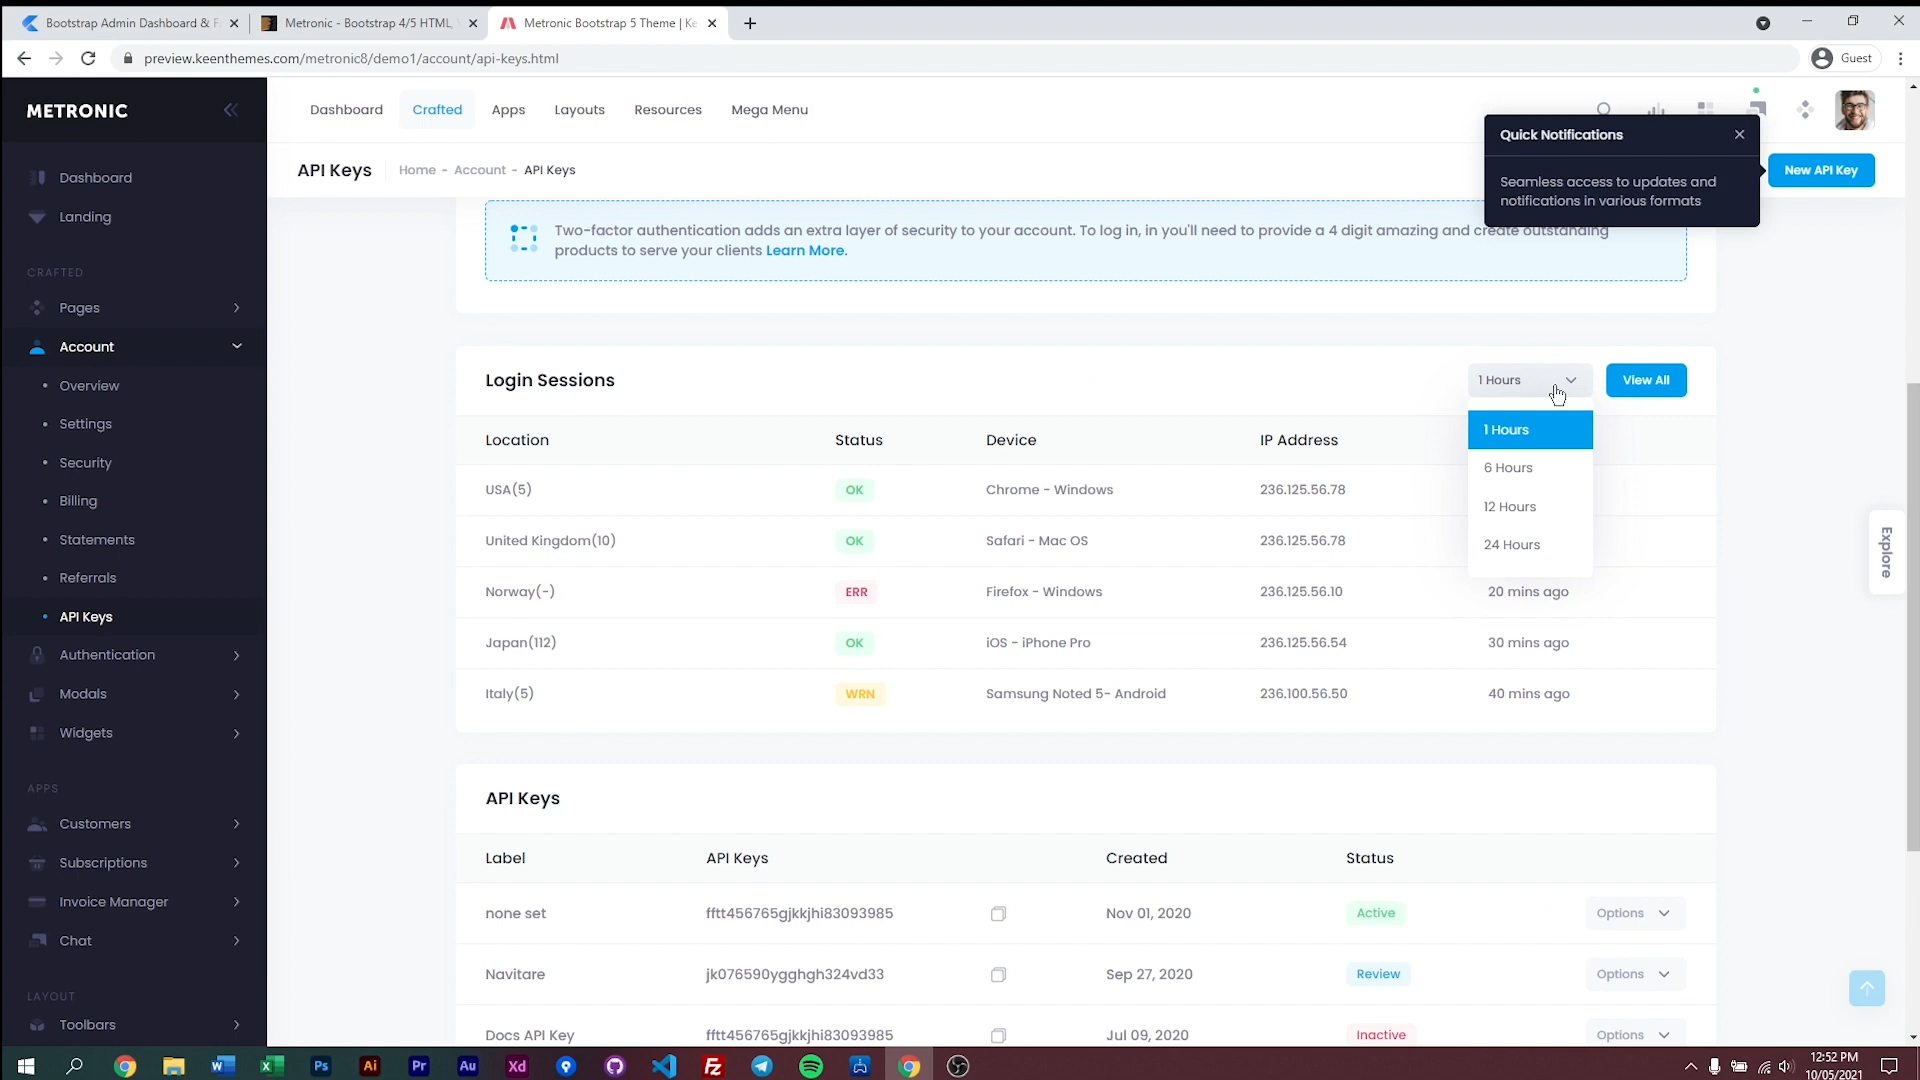 Bootstrap Admin Dashboard & F
Metronic - Bootstrap 4/5 HTML,
Metronic Bootstrap 5 Theme | Ke
preview.keenthemes.com/metronic8/demo1/account/api-keys.html
Guest
METRONIC
Dashboard
Crafted
Apps
Layouts
Resources
Mega Menu
Quick Notifications
Seamless access to updates and
notifications in various formats
API Keys
Home - Account - API Keys
New API Key
Dashboard
Landing
CRAFTED
Pages
Account
Overview
Settings
Security
Billing
Statements
Referrals
API Keys
Authentication
Modals
Widgets
APPS
Customers
Subscriptions
Invoice Manager
Chat
LAYOUT
Toolbars
Two-factor authentication adds an extra layer of security to your account. To log in, in you'll need to provide a 4 digit amazing and create outstanding
products to serve your clients Learn More.
Login Sessions
1 Hours
View All
1 Hours
6 Hours
12 Hours
24 Hours
Location Status Device IP Address
USA(5) OK Chrome - Windows 236.125.56.78
United Kingdom(10) OK Safari - Mac OS 236.125.56.78
Norway(-) ERR Firefox - Windows 236.125.56.10 20 mins ago
Japan(112) OK iOS - iPhone Pro 236.125.56.54 30 mins ago
Italy(5) WRN Samsung Noted 5- Android 236.100.56.50 40 mins ago
Explore
API Keys
Label API Keys Created Status
none set fftt456765gjkkjhi83093985 Nov 01, 2020 Active Options
Navitare jk076590ygghgh324vd33 Sep 27, 2020 Review Options
Docs API Key fftt456765gjkkjhi83093985 Jul 09, 2020 Inactive Options
12:52 PM
10/05/2021